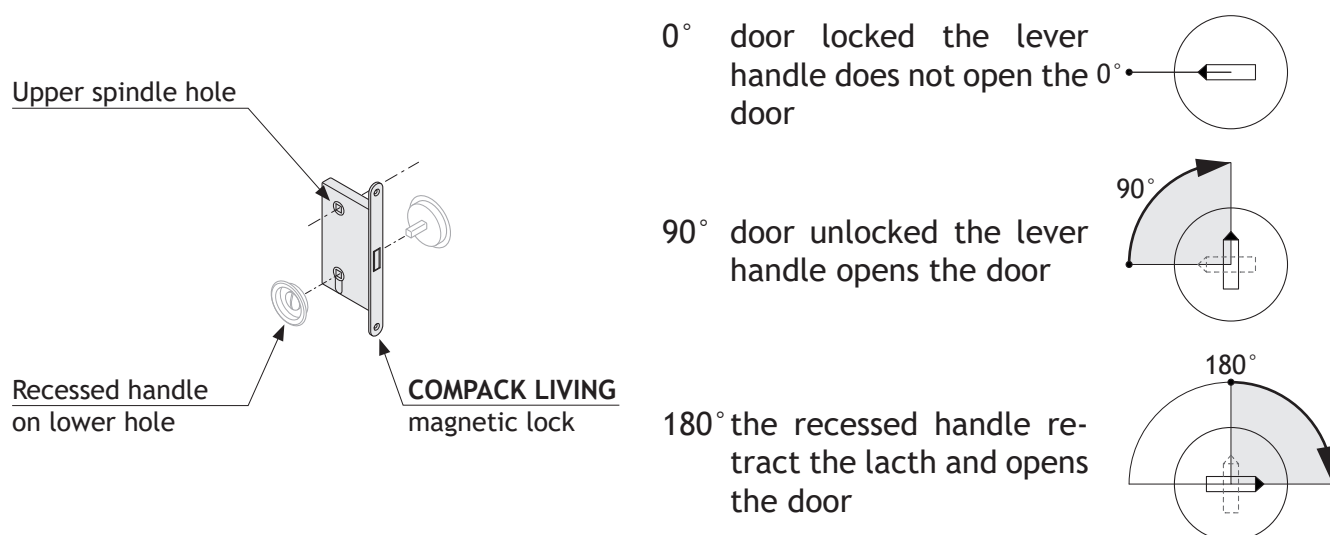 Upper spindle hole
Recessed handle
on lower hole
COMPACK LIVING
magnetic lock
0° door locked the lever
handle does not open the
door
0°
90° door unlocked the lever
handle opens the door
90°
180° the recessed handle re-
tract the lacth and opens
the door
180°